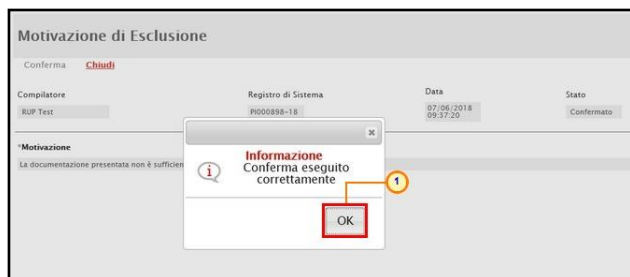 Motivazione di Esclusione
Conferma Chiudi
Compilatore Registro di Sistema Data Stato
RUP Test PI000898-18 07/06/2018 09:37:20 Confermato
*Motivazione
La documentazione presentata non è sufficien
x
Informazione
Conferma eseguito
correttamente
1
OK